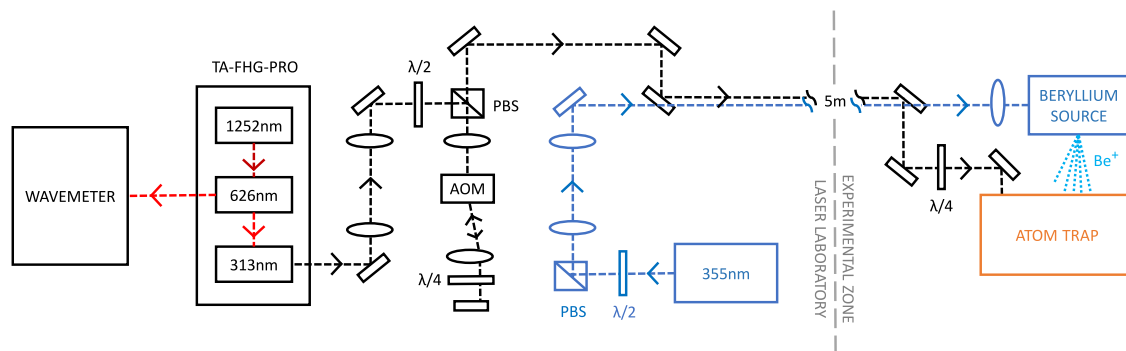 TA-FHG-PRO
1252nm
626nm
313nm
WAVEMETER
λ/2
PBS
AOM
λ/4
PBS
λ/2
355nm
LASER LABORATORY
EXPERIMENTAL ZONE
5m
BERYLLIUM
SOURCE
Be⁺
λ/4
ATOM TRAP